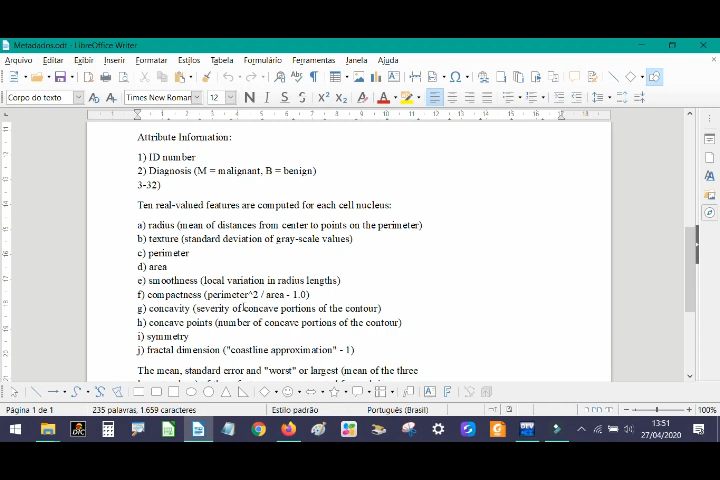 Metadados.odt - LibreOffice Writer
Arquivo Editar Exibir Inserir Formatar Estilos Tabela Formulário Ferramentas Janela Ajuda
Corpo do texto Times New Roman 12
Attribute Information:
1) ID number
2) Diagnosis (M = malignant, B = benign)
3-32)
Ten real-valued features are computed for each cell nucleus:
a) radius (mean of distances from center to points on the perimeter)
b) texture (standard deviation of gray-scale values)
c) perimeter
d) area
e) smoothness (local variation in radius lengths)
f) compactness (perimeter^2 / area - 1.0)
g) concavity (severity of concave portions of the contour)
h) concave points (number of concave portions of the contour)
i) symmetry
j) fractal dimension ("coastline approximation" - 1)
The mean, standard error and "worst" or largest (mean of the three
Página 1 de 1 235 palavras, 1.659 caracteres Estilo padrão Português (Brasil) 100%
13:51
27/04/2020